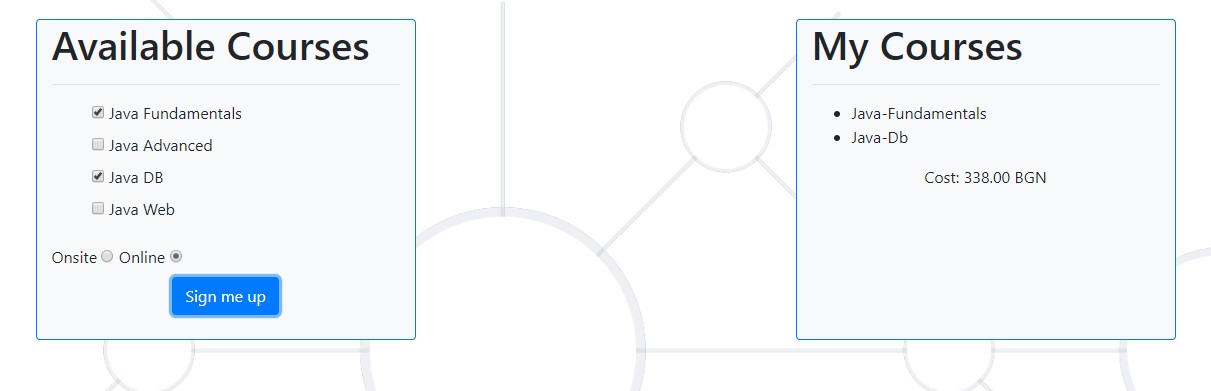 Available Courses
Java Fundamentals
Java Advanced
Java DB
Java Web
Onsite Online
Sign me up
My Courses
Java-Fundamentals
Java-Db
Cost: 338.00 BGN